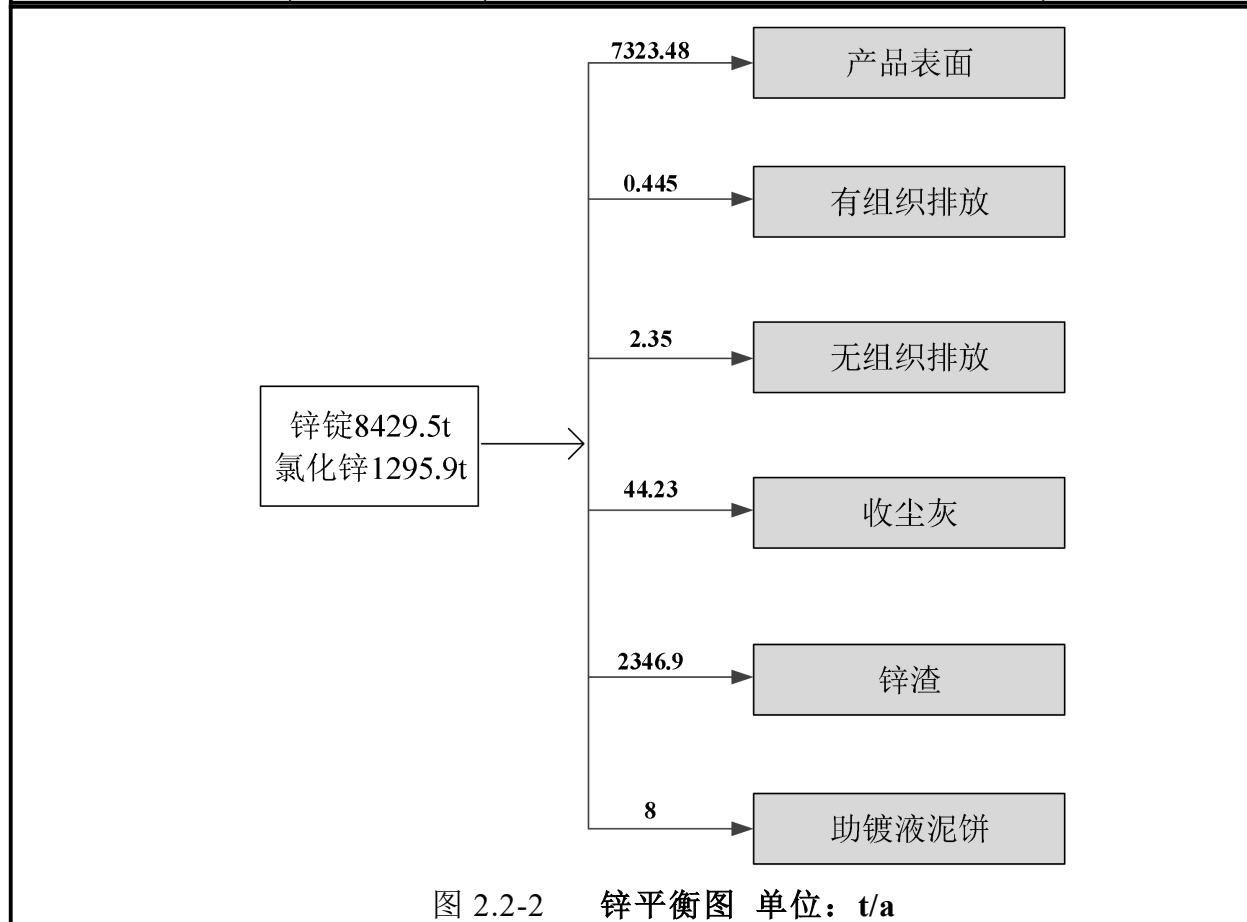 7323.48
产品表面
0.445
有组织排放
2.35
无组织排放
锌锭8429.5t
氯化锌1295.9t
44.23
收尘灰
2346.9
锌渣
8
助镀液泥饼
图 2.2-2 锌平衡图 单位：t/a